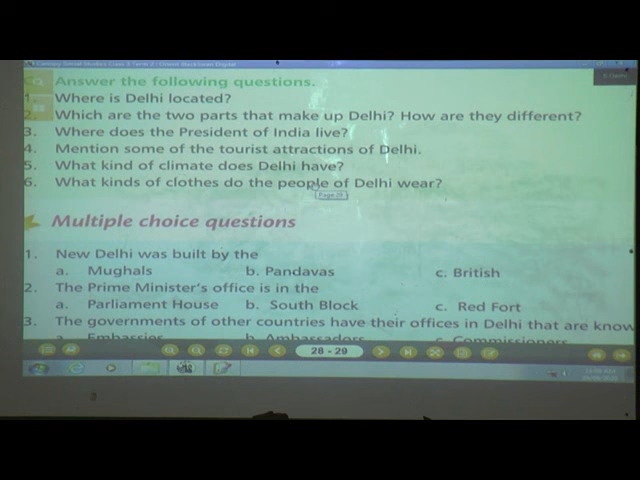 Answer the following questions.
1. Where is Delhi located?
2. Which are the two parts that make up Delhi? How are they different?
3. Where does the President of India live?
4. Mention some of the tourist attractions of Delhi.
5. What kind of climate does Delhi have?
6. What kinds of clothes do the people of Delhi wear?
Multiple choice questions
1. New Delhi was built by the
a. Mughals b. Pandavas c. British
2. The Prime Minister's office is in the
a. Parliament House b. South Block c. Red Fort
3. The governments of other countries have their offices in Delhi that are know
a. Embassies b. Ambassadors c. Commissioners
28 - 29